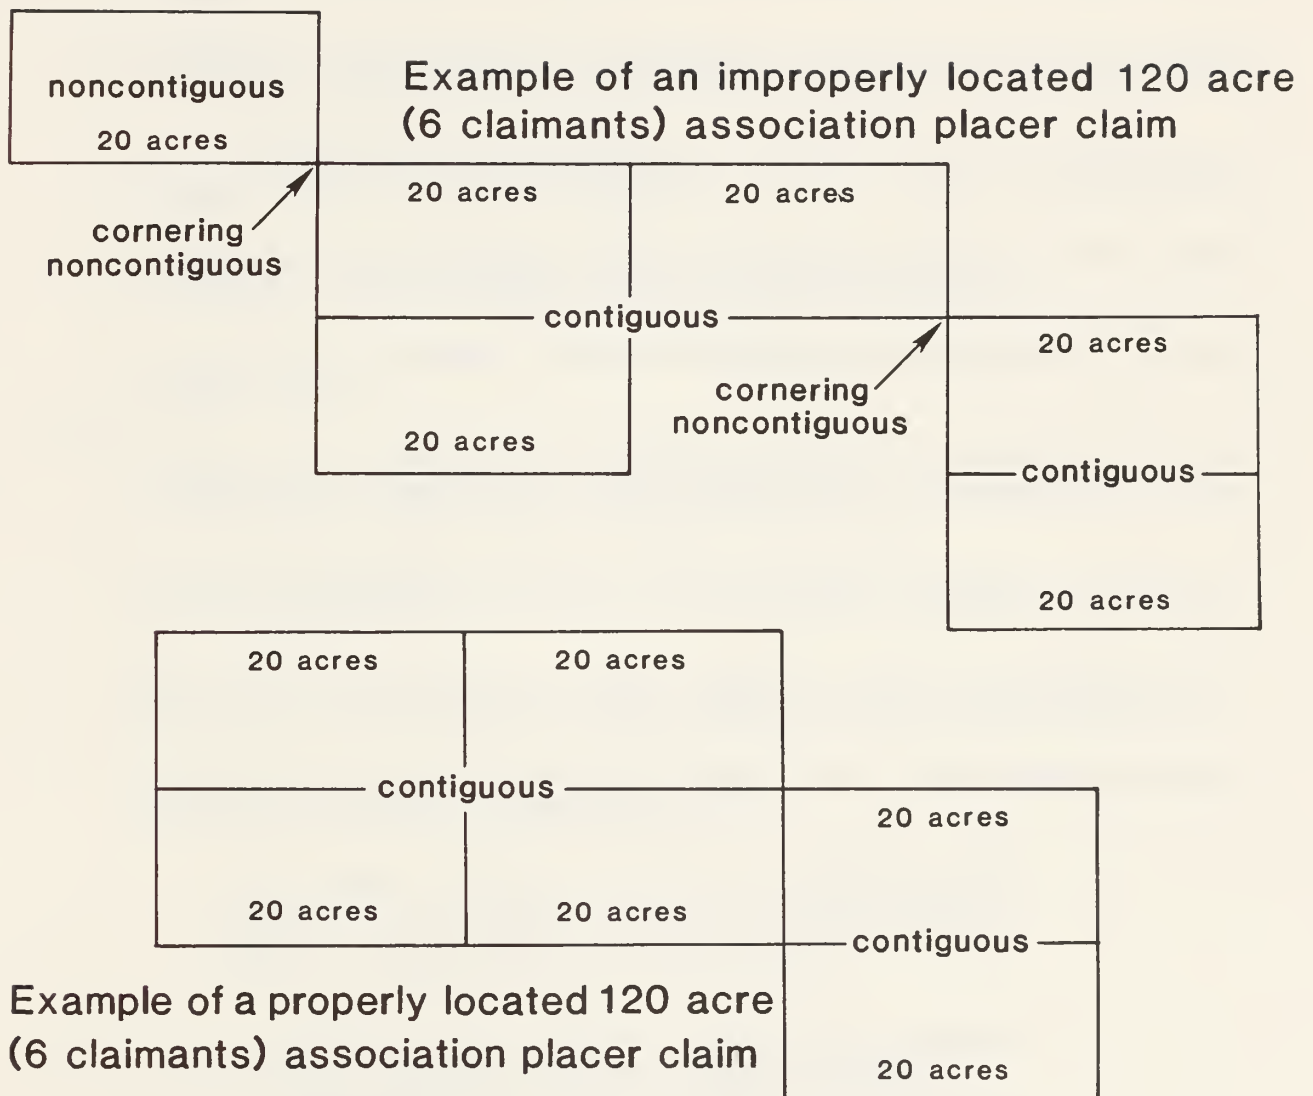 noncontiguous
20 acres
Example of an improperly located 120 acre
(6 claimants) association placer claim
cornering
noncontiguous
20 acres
20 acres
contiguous
20 acres
cornering
noncontiguous
20 acres
contiguous
20 acres
20 acres
20 acres
contiguous
20 acres
20 acres
20 acres
contiguous
20 acres
Example of a properly located 120 acre
(6 claimants) association placer claim